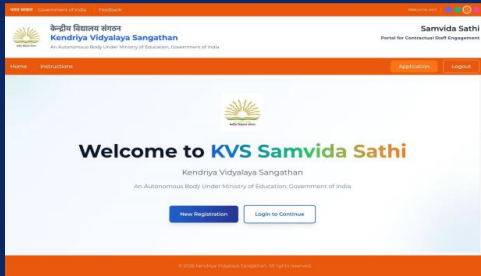 भारत सरकार Government of India Feedback
केन्द्रीय विद्यालय संगठन
Kendriya Vidyalaya Sangathan
An Autonomous Body Under Ministry of Education, Government of India
Samvida Sathi
Portal for Contractual Staff Engagement
Home Instructions Application Logout
Welcome to KVS Samvida Sathi
Kendriya Vidyalaya Sangathan
An Autonomous Body Under Ministry of Education, Government of India
New Registration Login to Continue
Kendriya Vidyalaya Sangathan. All rights reserved.